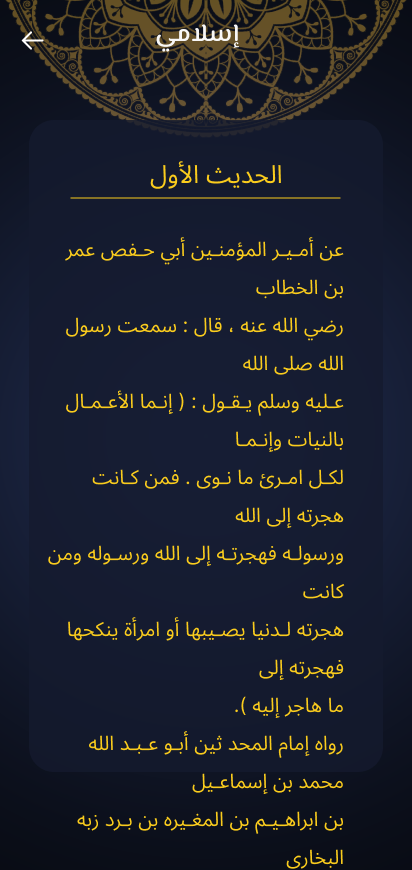 إسلامي
الحديث الأول
عن أمـيـر المؤمنـين أبي حـفص عمر
بن الخطاب
رضي الله عنه ، قال : سمعت رسول
الله صلى الله
عـليه وسلم يـقـول : ( إنـما الأعـمـال
بالنيات وإنـمـا
لكـل امـرئ ما نـوى . فمن كـانت
هجرته إلى الله
ورسولـه فهجرتـه إلى الله ورسـوله ومن
كانت
هجرته لـدنيا يصـيبها أو امرأة ينكحها
فهجرته إلى
ما هاجر إليه ).
رواه إمام المحد ثين أبـو عـبـد الله
محمد بن إسماعـيل
بن ابراهـيـم بن المغـيره بن بـرد زبه
البخاري